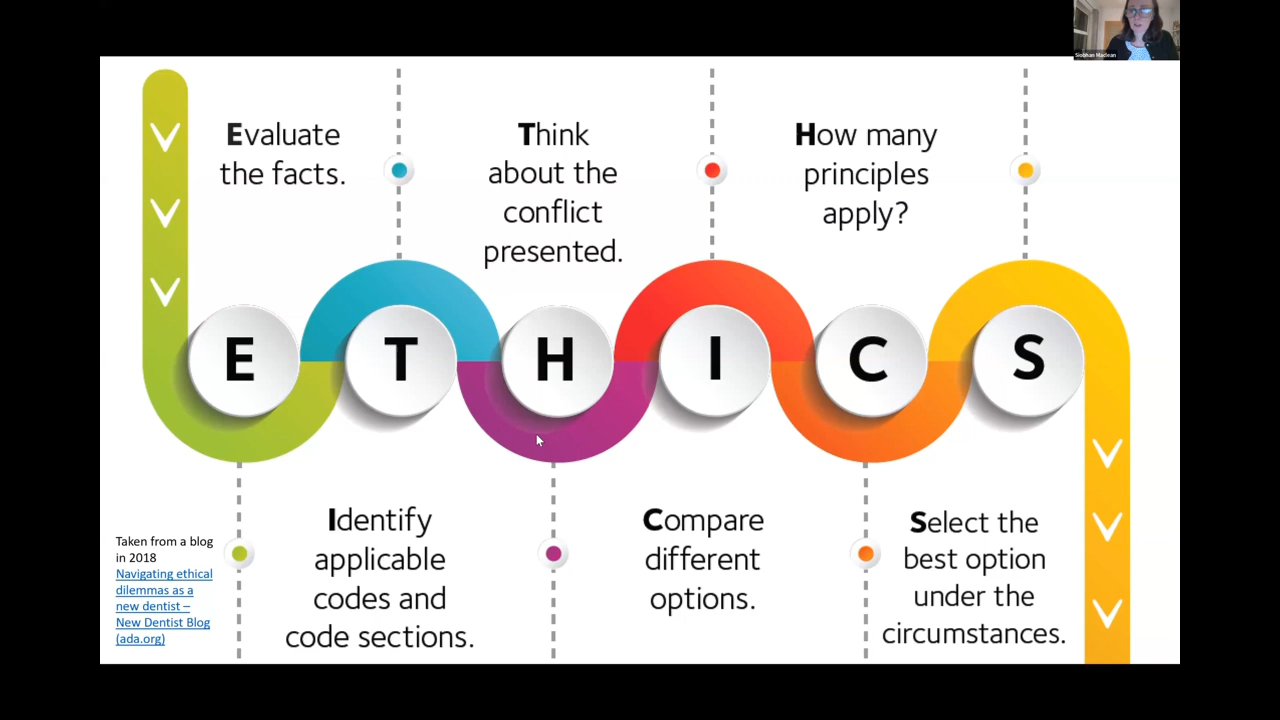 Siobhan Maclean
Evaluate
the facts.
Think
about the
conflict
presented.
How many
principles
apply?
E T H I C S
Identify
applicable
codes and
code sections.
Compare
different
options.
Select the
best option
under the
circumstances.
Taken from a blog
in 2018
Navigating ethical
dilemmas as a
new dentist –
New Dentist Blog
(ada.org)